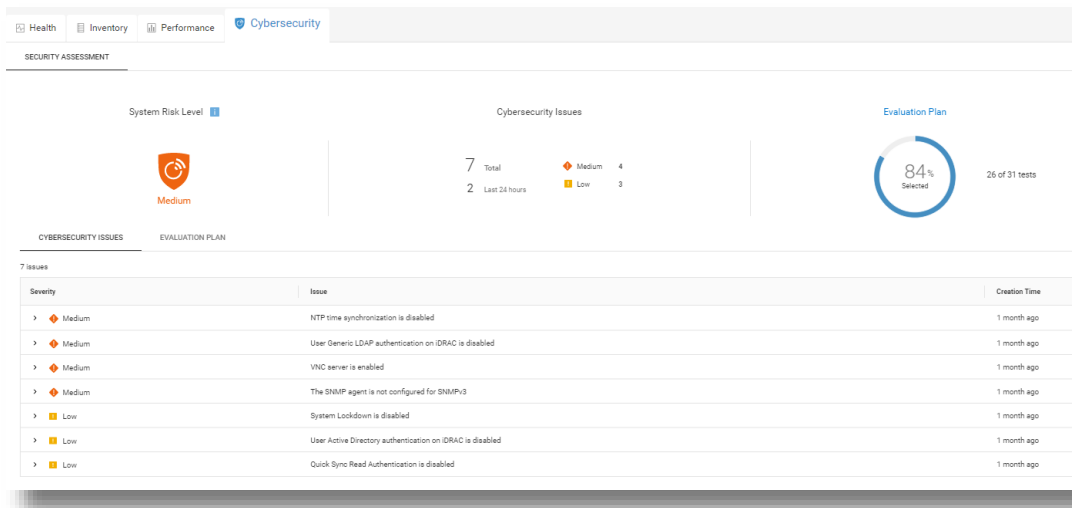 Health Inventory Performance Cybersecurity
SECURITY ASSESSMENT
System Risk Level Cybersecurity Issues Evaluation Plan
7 Total Medium 4
2 Last 24 hours Low 3
84% Selected
26 of 31 tests
Medium
CYBERSECURITY ISSUES EVALUATION PLAN
7 issues
Severity Issue Creation Time
Medium NTP time synchronization is disabled 1 month ago
Medium User Generic LDAP authentication on iDRAC is disabled 1 month ago
Medium VNC server is enabled 1 month ago
Medium The SNMP agent is not configured for SNMPv3 1 month ago
Low System Lockdown is disabled 1 month ago
Low User Active Directory authentication on iDRAC is disabled 1 month ago
Low Quick Sync Read Authentication is disabled 1 month ago